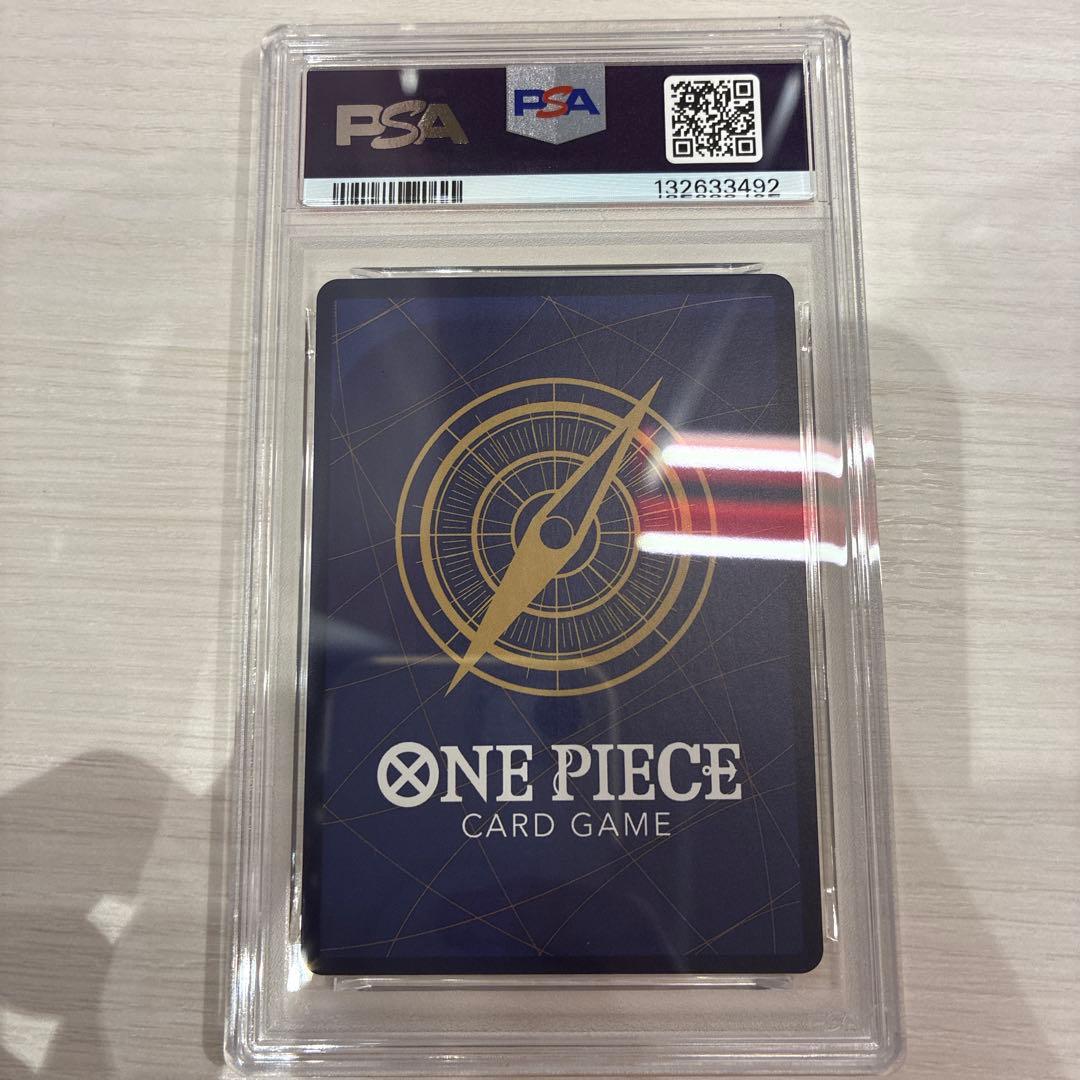 PSA
PSA
132633492
ONE PIECE
CARD GAME